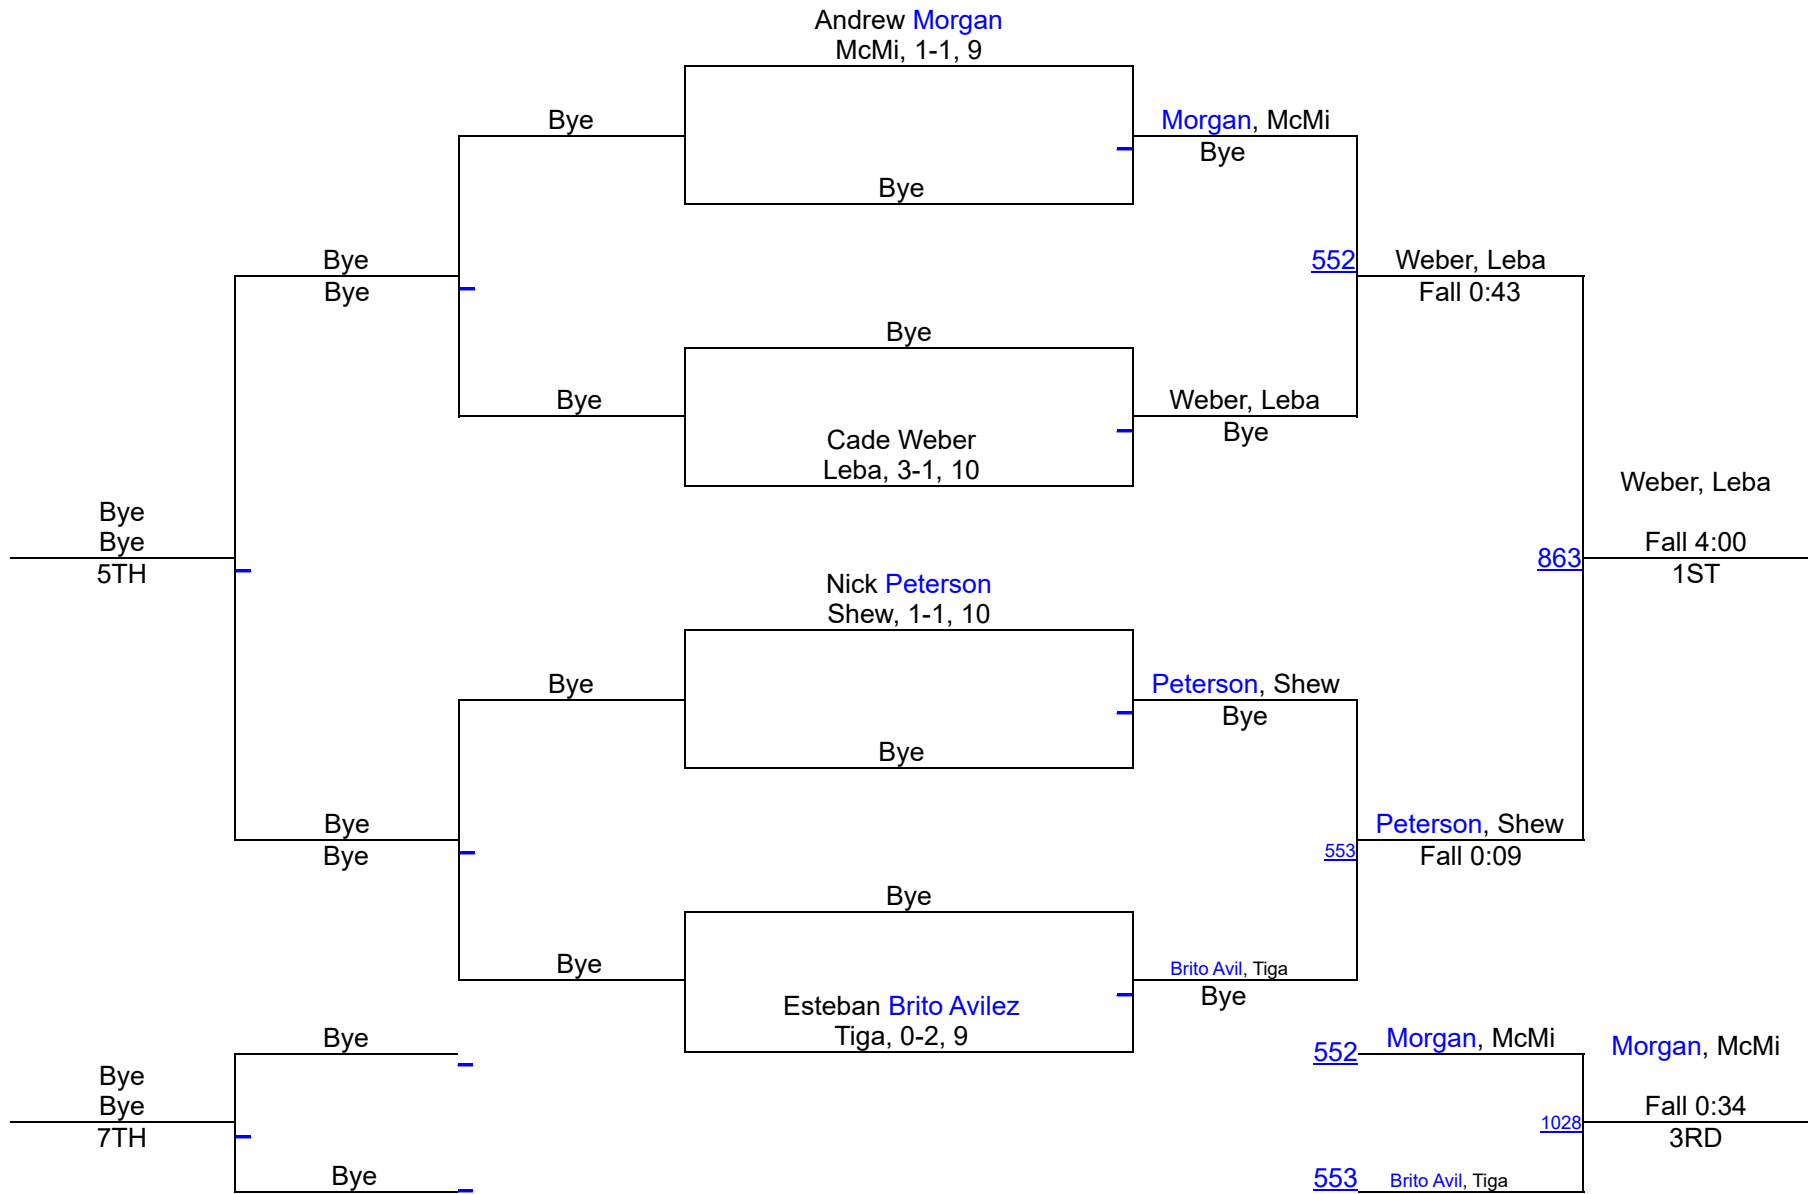 Andrew Morgan
McMi, 1-1, 9
Bye
Morgan, McMi
Bye
Bye
Bye
Bye
552
Weber, Leba
Fall 0:43
Bye
Bye
Weber, Leba
Bye
Cade Weber
Leba, 3-1, 10
Weber, Leba
Bye
Bye
5TH
863
Fall 4:00
1ST
Nick Peterson
Shew, 1-1, 10
Bye
Peterson, Shew
Bye
Bye
Bye
Bye
553
Peterson, Shew
Fall 0:09
Bye
Bye
Brito Avil, Tiga
Bye
Esteban Brito Avilez
Tiga, 0-2, 9
Bye
552
Morgan, McMi
Morgan, McMi
Bye
Bye
7TH
1028
Fall 0:34
3RD
Bye
553
Brito Avil, Tiga